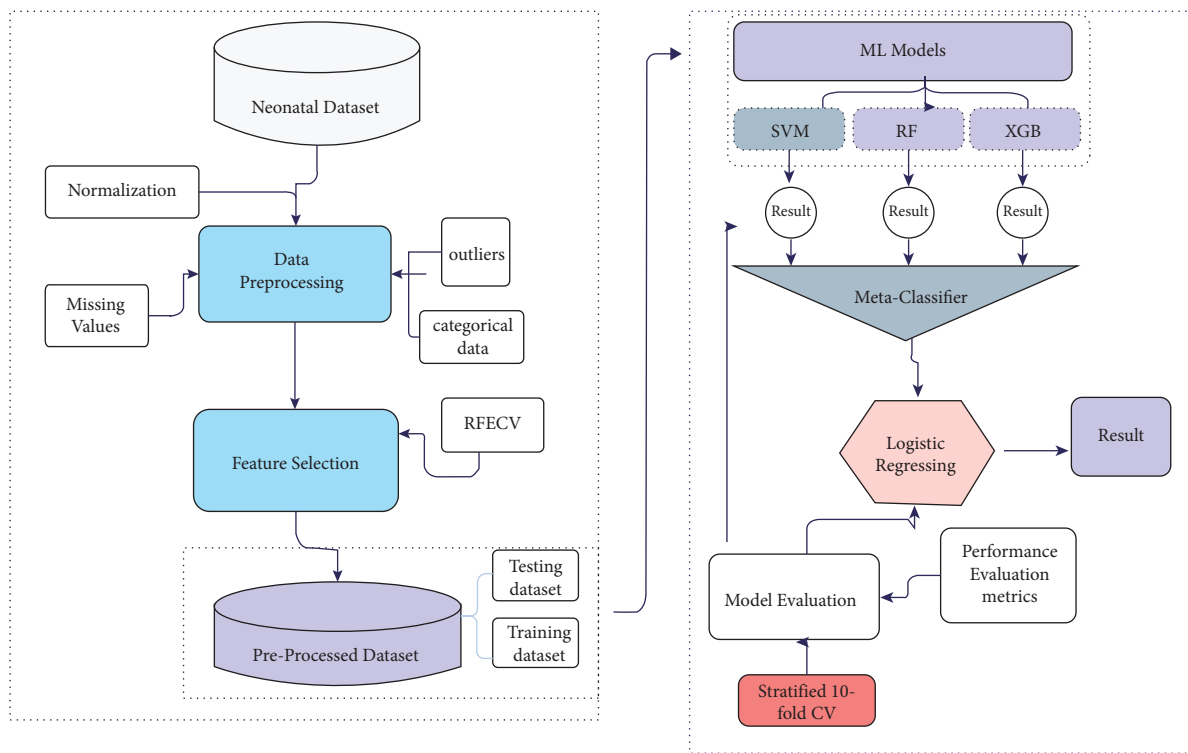 Neonatal Dataset
Normalization
Data
Preprocessing
outliers
Missing
Values
categorical
data
RFECV
Feature Selection
Testing
dataset
Training
dataset
Pre-Processed Dataset
ML Models
SVM
RF
XGB
Result
Result
Result
Meta-Classifier
Logistic
Regressing
Result
Performance
Evaluation
metrics
Model Evaluation
Stratified 10-
fold CV